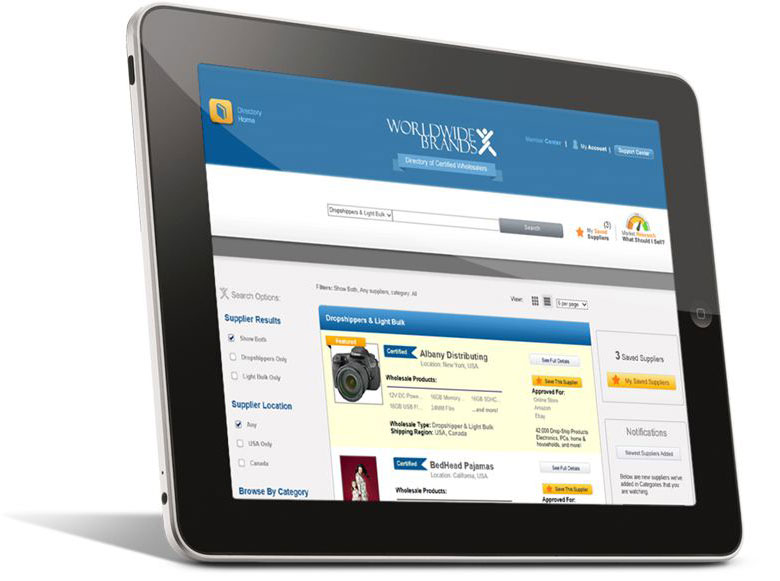 Directory
Home
WORLDWIDE
BRANDS
Directory of Certified Wholesalers
Member Center |
My Account |
Support Center
Dropshippers & Light Bulk
Search
My Saved (3)
Suppliers
Market Research
What Should I Sell?
Search Options:
Filters: Show Both, Any suppliers, category: All
View:
per page
Supplier Results
Show Both
Dropshippers Only
Light Bulk Only
Supplier Location
Any
USA Only
Canada
Browse By Category
Dropshippers & Light Bulk
Featured
Certified
Albany Distributing
Location: New York, USA
Wholesale Products:
12V DC Powe...
16GB Memory...
16GB SDHC...
16GB USB Fl...
24MM Film
...and more!
Wholesale Type: Dropshipper & Light Bulk
Shipping Region: USA, Canada
See Full Details
Save This Supplier
Approved For:
Online Store
Amazon
Ebay
42,000 Drop-Ship Products
Electronics, PCs, home &
households, and more!
Certified
BedHead Pajamas
Location: California, USA
Wholesale Products:
See Full Details
Save This Supplier
Approved For:
3 Saved Suppliers
My Saved Suppliers
Notifications
Newest Suppliers Added
Below are new suppliers we've
added in Categories that you
are watching.